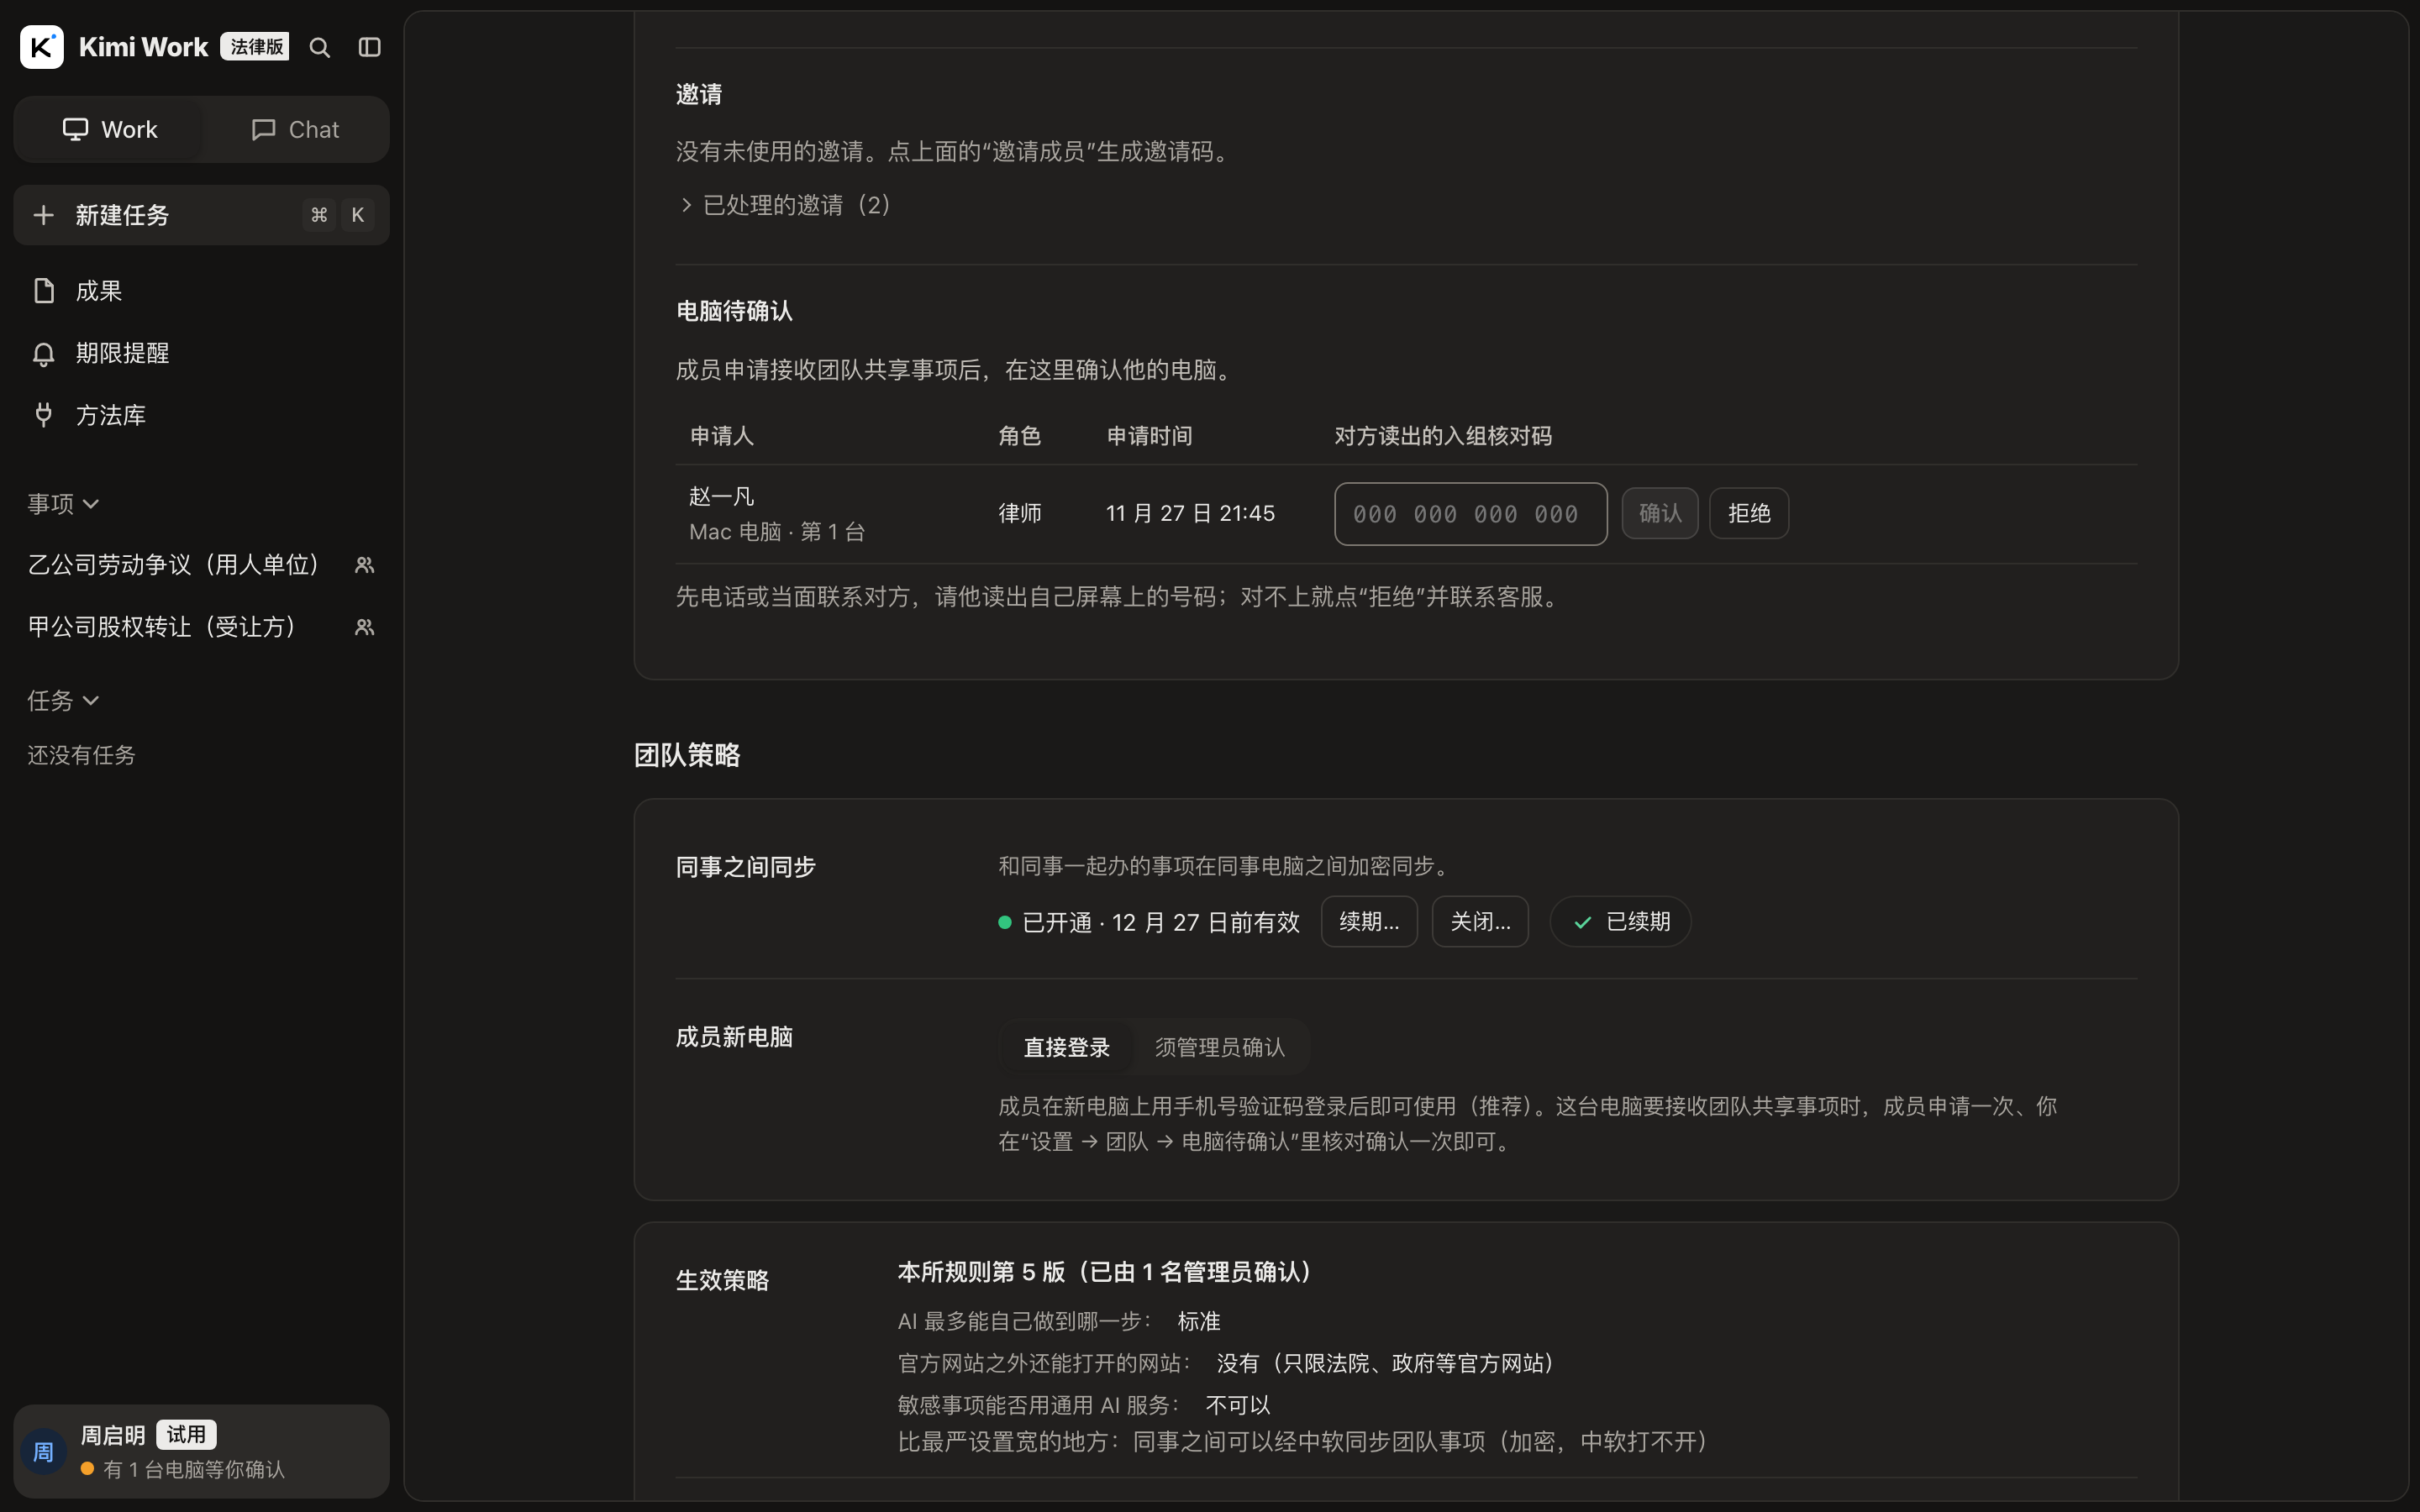 Kimi Work 法律版
Work
Chat
新建任务 ⌘ K
成果
期限提醒
方法库
事项
乙公司劳动争议（用人单位）
甲公司股权转让（受让方）
任务
还没有任务
周 周启明 试用
有 1 台电脑等你确认
邀请
没有未使用的邀请。点上面的“邀请成员”生成邀请码。
已处理的邀请（2）
电脑待确认
成员申请接收团队共享事项后，在这里确认他的电脑。
申请人 角色 申请时间 对方读出的入组核对码
赵一凡
Mac 电脑 · 第 1 台
律师 11 月 27 日 21:45 000 000 000 000 确认 拒绝
先电话或当面联系对方，请他读出自己屏幕上的号码；对不上就点“拒绝”并联系客服。
团队策略
同事之间同步
和同事一起办的事项在同事电脑之间加密同步。
已开通 · 12 月 27 日前有效 续期... 关闭... 已续期
成员新电脑
直接登录 须管理员确认
成员在新电脑上用手机号验证码登录后即可使用（推荐）。这台电脑要接收团队共享事项时，成员申请一次、你
在“设置 → 团队 → 电脑待确认”里核对确认一次即可。
生效策略
本所规则第 5 版（已由 1 名管理员确认）
AI 最多能自己做到哪一步： 标准
官方网站之外还能打开的网站： 没有（只限法院、政府等官方网站）
敏感事项能否用通用 AI 服务： 不可以
比最严设置宽的地方：同事之间可以经中软同步团队事项（加密，中软打不开）